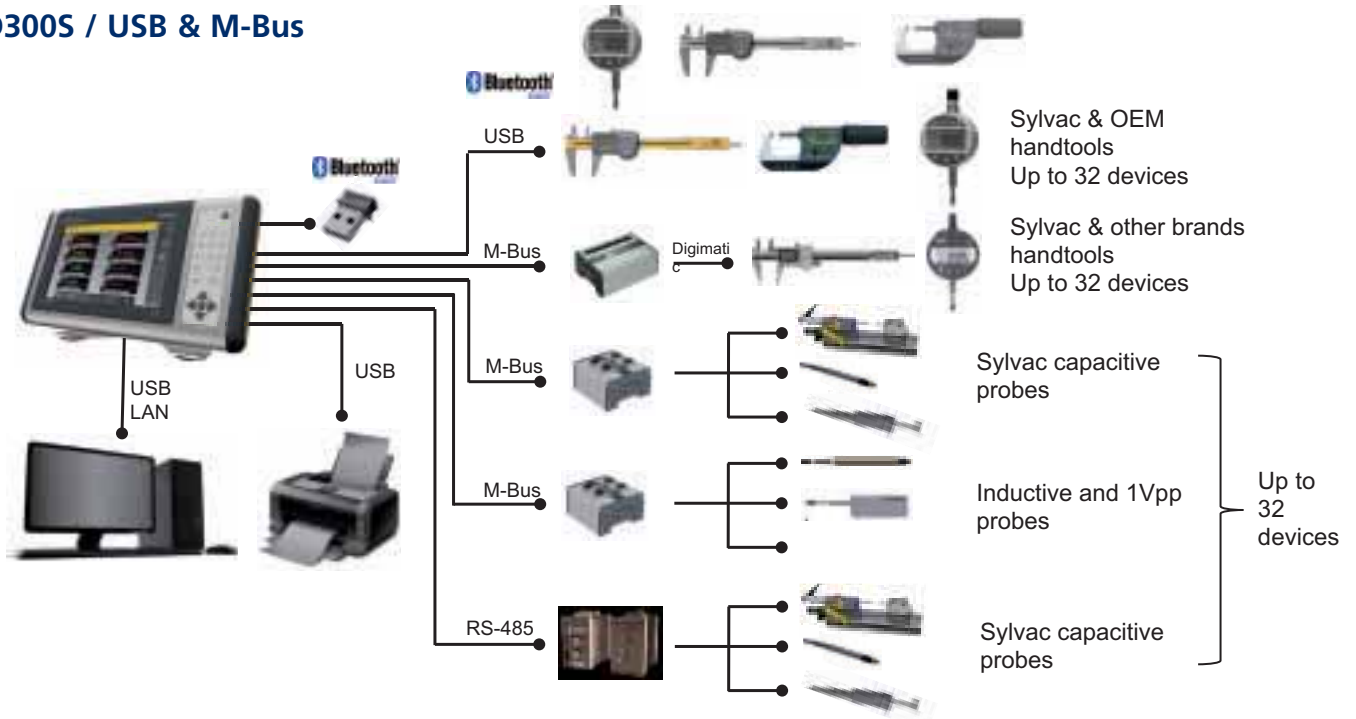 300S / USB & M-Bus
Bluetooth
USB
Sylvac & OEM
handtools
Up to 32 devices
Bluetooth
M-Bus
Digimati
c
Sylvac & other brands
handtools
Up to 32 devices
M-Bus
Sylvac capacitive
probes
USB
LAN
USB
M-Bus
Inductive and 1Vpp
probes
Up to
32
devices
RS-485
Sylvac capacitive
probes